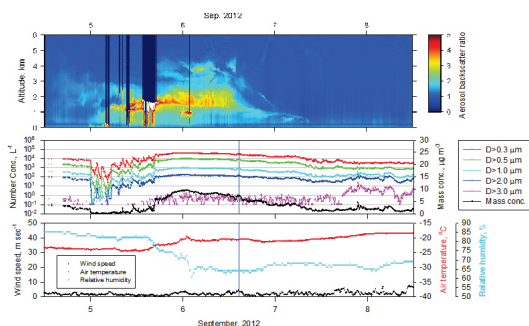 Sep. 2012
5 6 7 8
Altitude, km
0 1 2 3 4 5 6
Aerosol backscatter ratio
0 1 2 3 4 5
Number Conc., L⁻¹
10⁶ 10⁵ 10⁴ 10³ 10² 10¹ 10⁰ 10⁻¹ 10⁻²
Mass conc., µg m⁻³
30 25 20 15 10 5 0
D>0.3 µm
D>0.5 µm
D>1.0 µm
D>2.0 µm
D>3.0 µm
Mass conc.
Wind speed, m sec⁻¹
50 40 30 20 10 0
Wind speed
Air temperature
Relative humidity
Air temperature, °C
-15 -20 -25 -30 -35 -40
Relative humidity, %
90 85 80 75 70 65 60 55 50
5 6 7 8
September, 2012